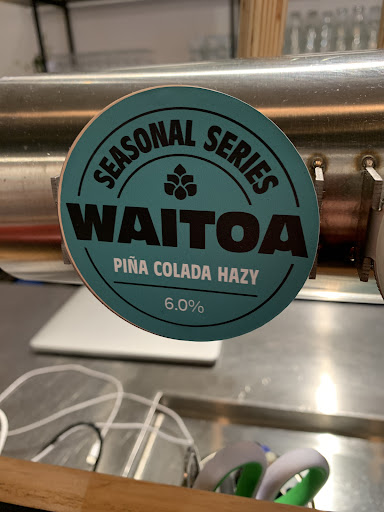 SEASONAL SERIES
WAITOA
PIÑA COLADA HAZY
6.0%